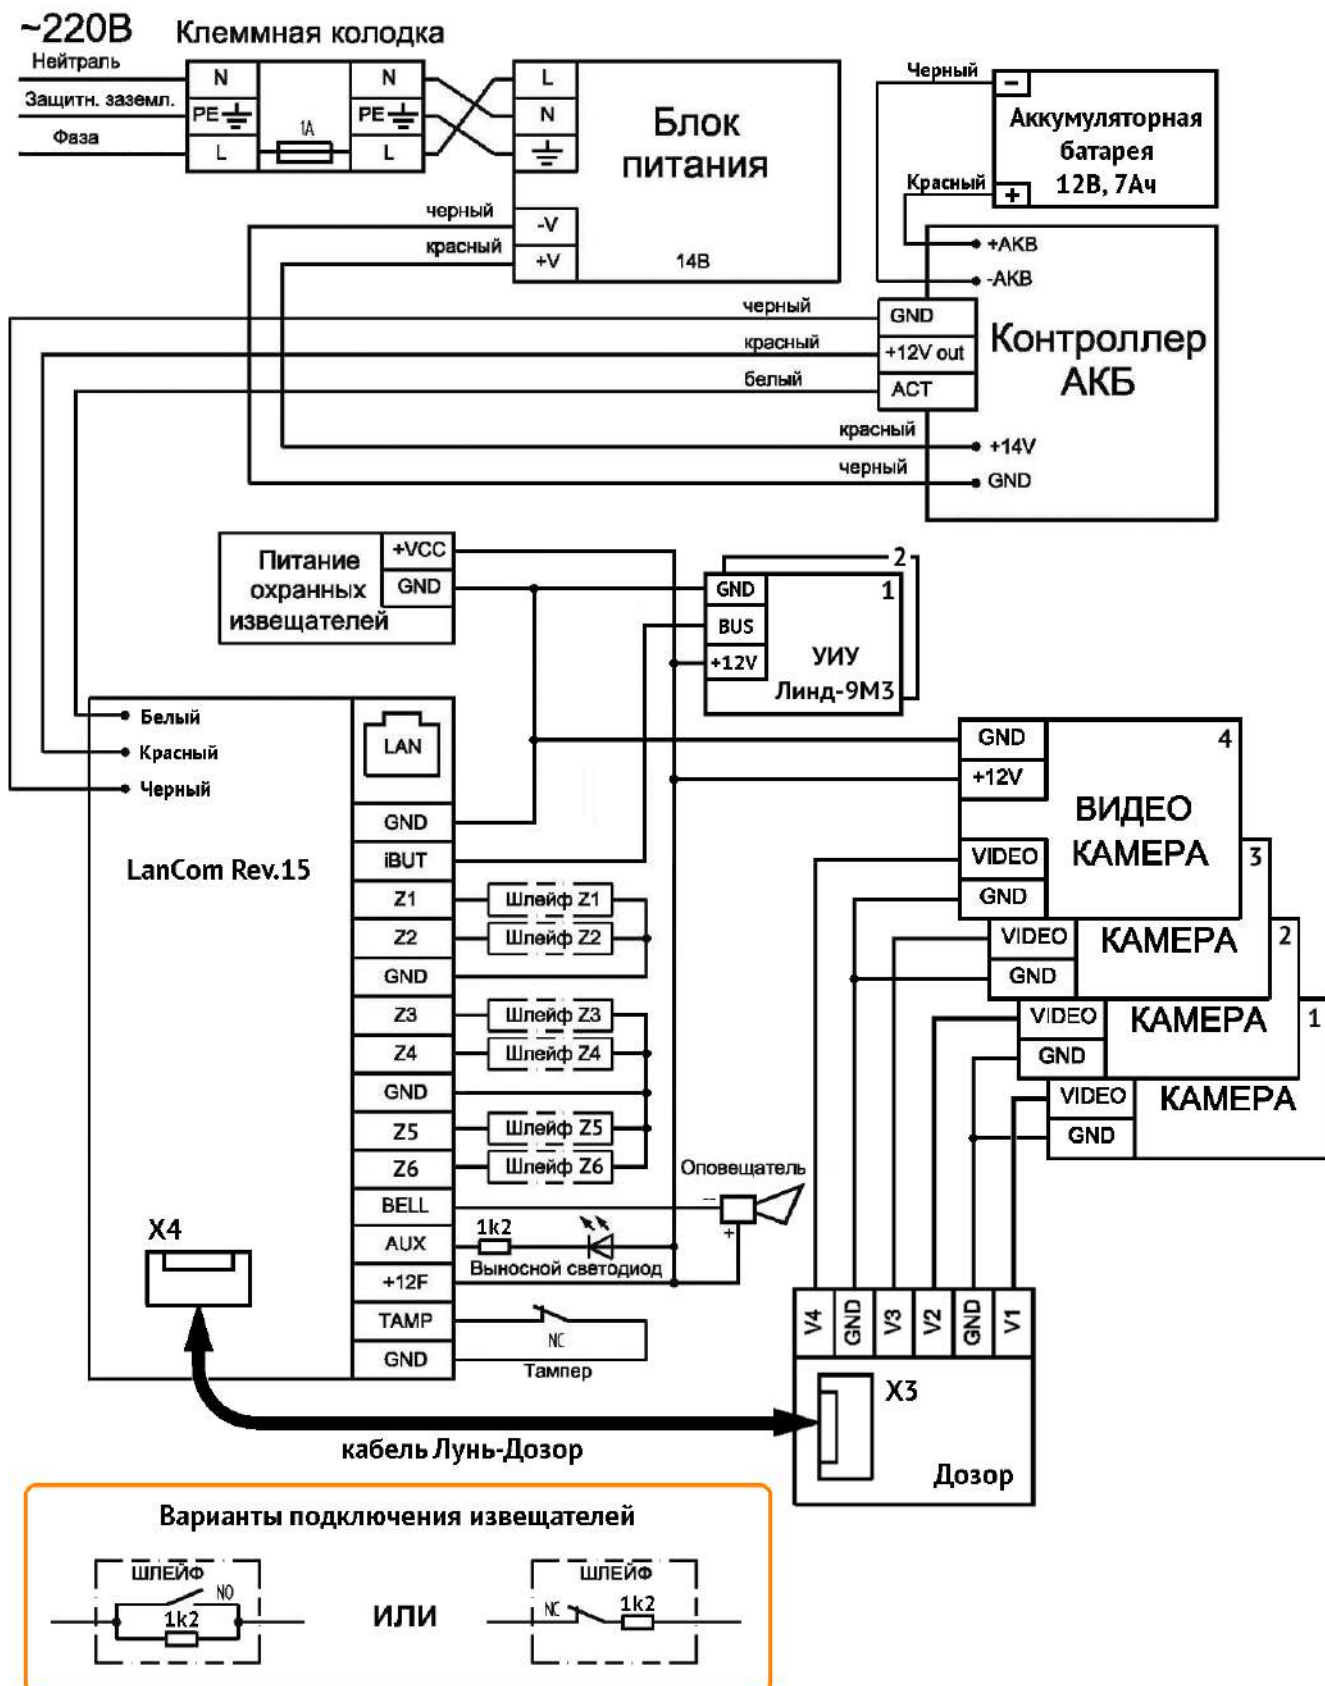 ~220В Клеммная колодка
Нейтраль
Защитн. заземл.
Фаза
N
PE
L
1А
N
PE
L
L
N
Блок
питания
-V
+V
14В
черный
красный
Черный
Красный
-
+
Аккумуляторная
батарея
12В, 7Ач
+АКВ
-АКВ
черный
красный
белый
GND
+12V out
ACT
Контроллер
АКБ
красный
черный
+14V
GND
Питание
охранных
извещателей
+VCC
GND
2
1
GND
BUS
+12V
УИУ
Линд-9М3
Белый
Красный
Черный
LanCom Rev.15
LAN
GND
iBUT
Z1
Z2
GND
Z3
Z4
GND
Z5
Z6
BELL
AUX
+12F
TAMP
GND
Шлейф Z1
Шлейф Z2
Шлейф Z3
Шлейф Z4
Шлейф Z5
Шлейф Z6
Оповещатель
–
+
1k2
Выносной светодиод
NC
Тампер
GND
+12V
VIDEO
GND
4
ВИДЕО
КАМЕРА
3
VIDEO
GND
КАМЕРА
2
VIDEO
GND
КАМЕРА
1
VIDEO
GND
КАМЕРА
X4
V4
GND
V3
V2
GND
V1
X3
Дозор
кабель Лунь-Дозор
Варианты подключения извещателей
ШЛЕЙФ
NO
1k2
ИЛИ
ШЛЕЙФ
NC
1k2